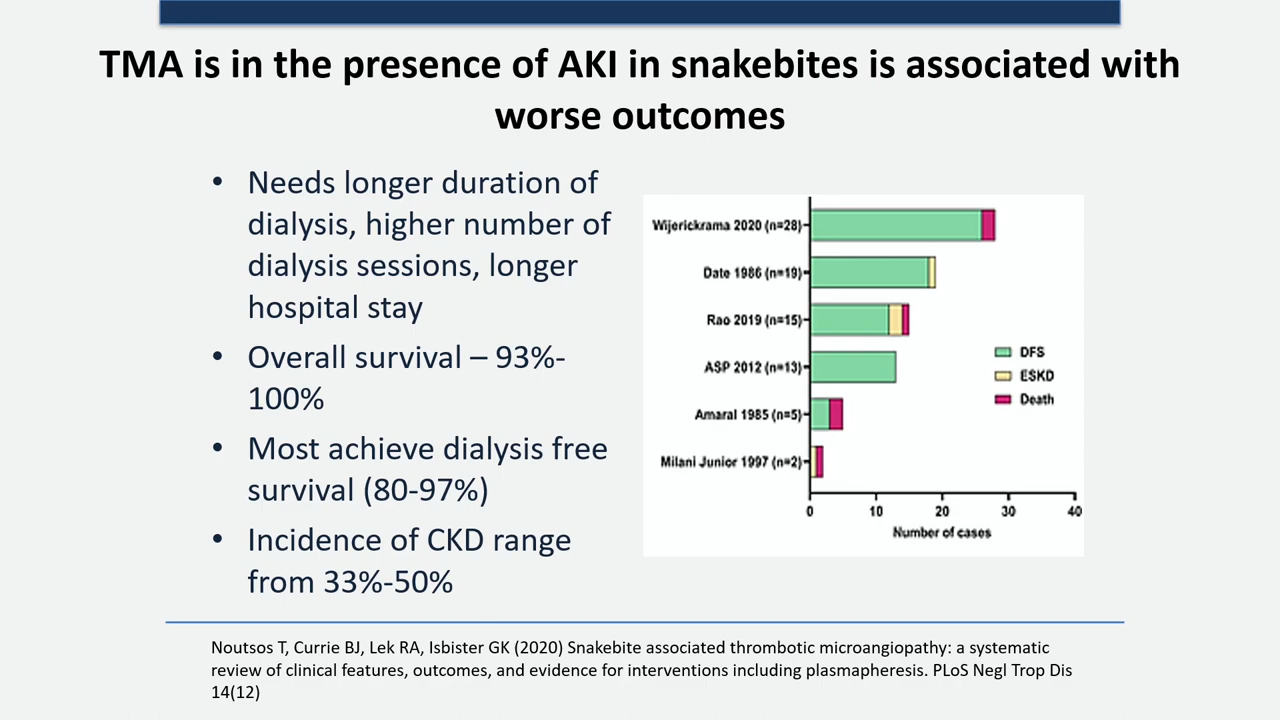 TMA is in the presence of AKI in snakebites is associated with
worse outcomes
• Needs longer duration of
dialysis, higher number of
dialysis sessions, longer
hospital stay
• Overall survival – 93%-
100%
• Most achieve dialysis free
survival (80-97%)
• Incidence of CKD range
from 33%-50%
Wijerickrama 2020 (n=28)
Date 1986 (n=19)
Rao 2019 (n=15)
ASP 2012 (n=13)
Amaral 1985 (n=5)
Milani Junior 1997 (n=2)
DFS
ESKD
Death
0 10 20 30 40
Number of cases
Noutsos T, Currie BJ, Lek RA, Isbister GK (2020) Snakebite associated thrombotic microangiopathy: a systematic
review of clinical features, outcomes, and evidence for interventions including plasmapheresis. PLoS Negl Trop Dis
14(12)